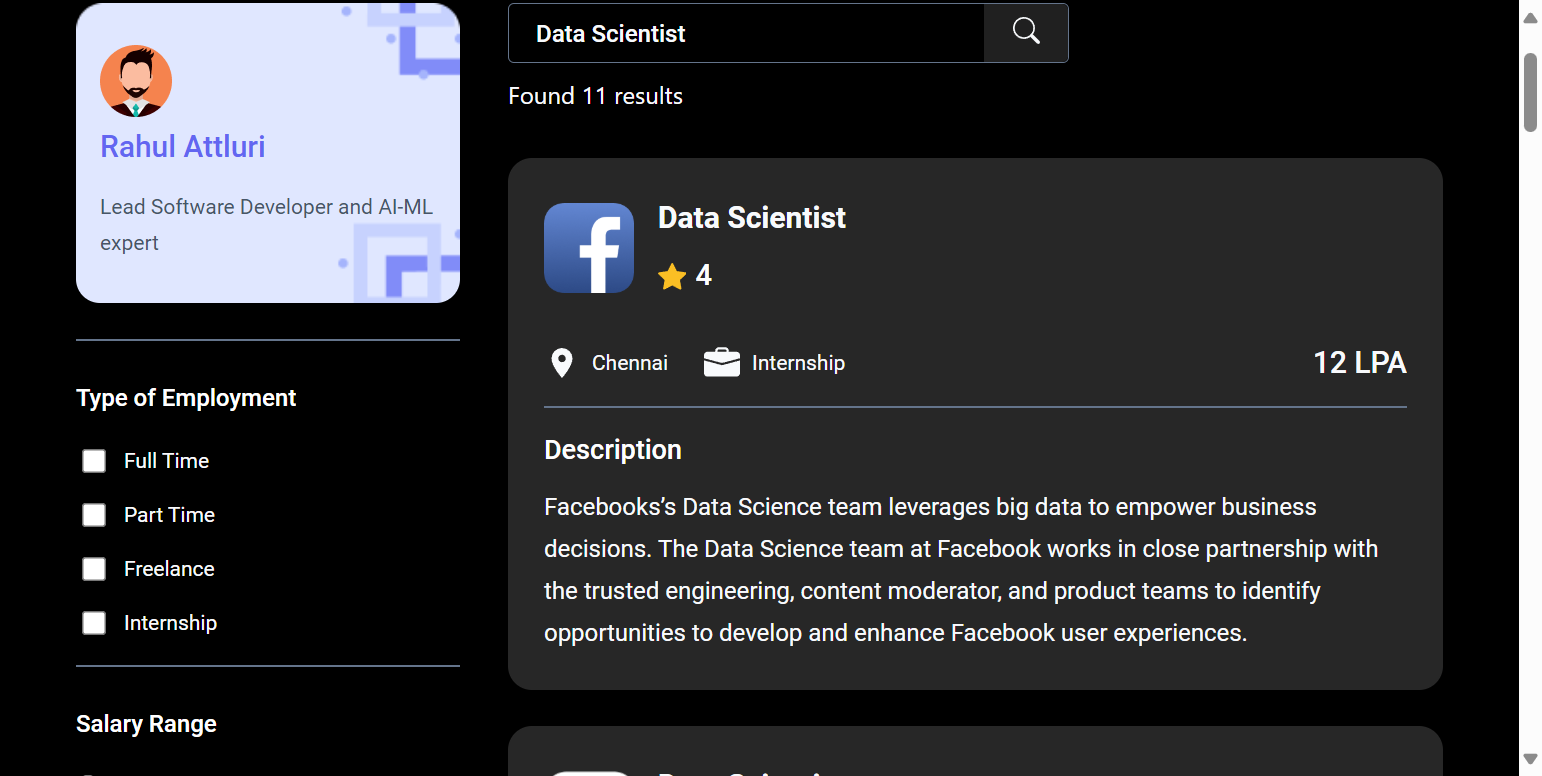 Rahul Attluri
Lead Software Developer and AI-ML
expert
Type of Employment
Full Time
Part Time
Freelance
Internship
Salary Range
Data Scientist
Found 11 results
Data Scientist
4
Chennai
Internship
12 LPA
Description
Facebooks’s Data Science team leverages big data to empower business
decisions. The Data Science team at Facebook works in close partnership with
the trusted engineering, content moderator, and product teams to identify
opportunities to develop and enhance Facebook user experiences.